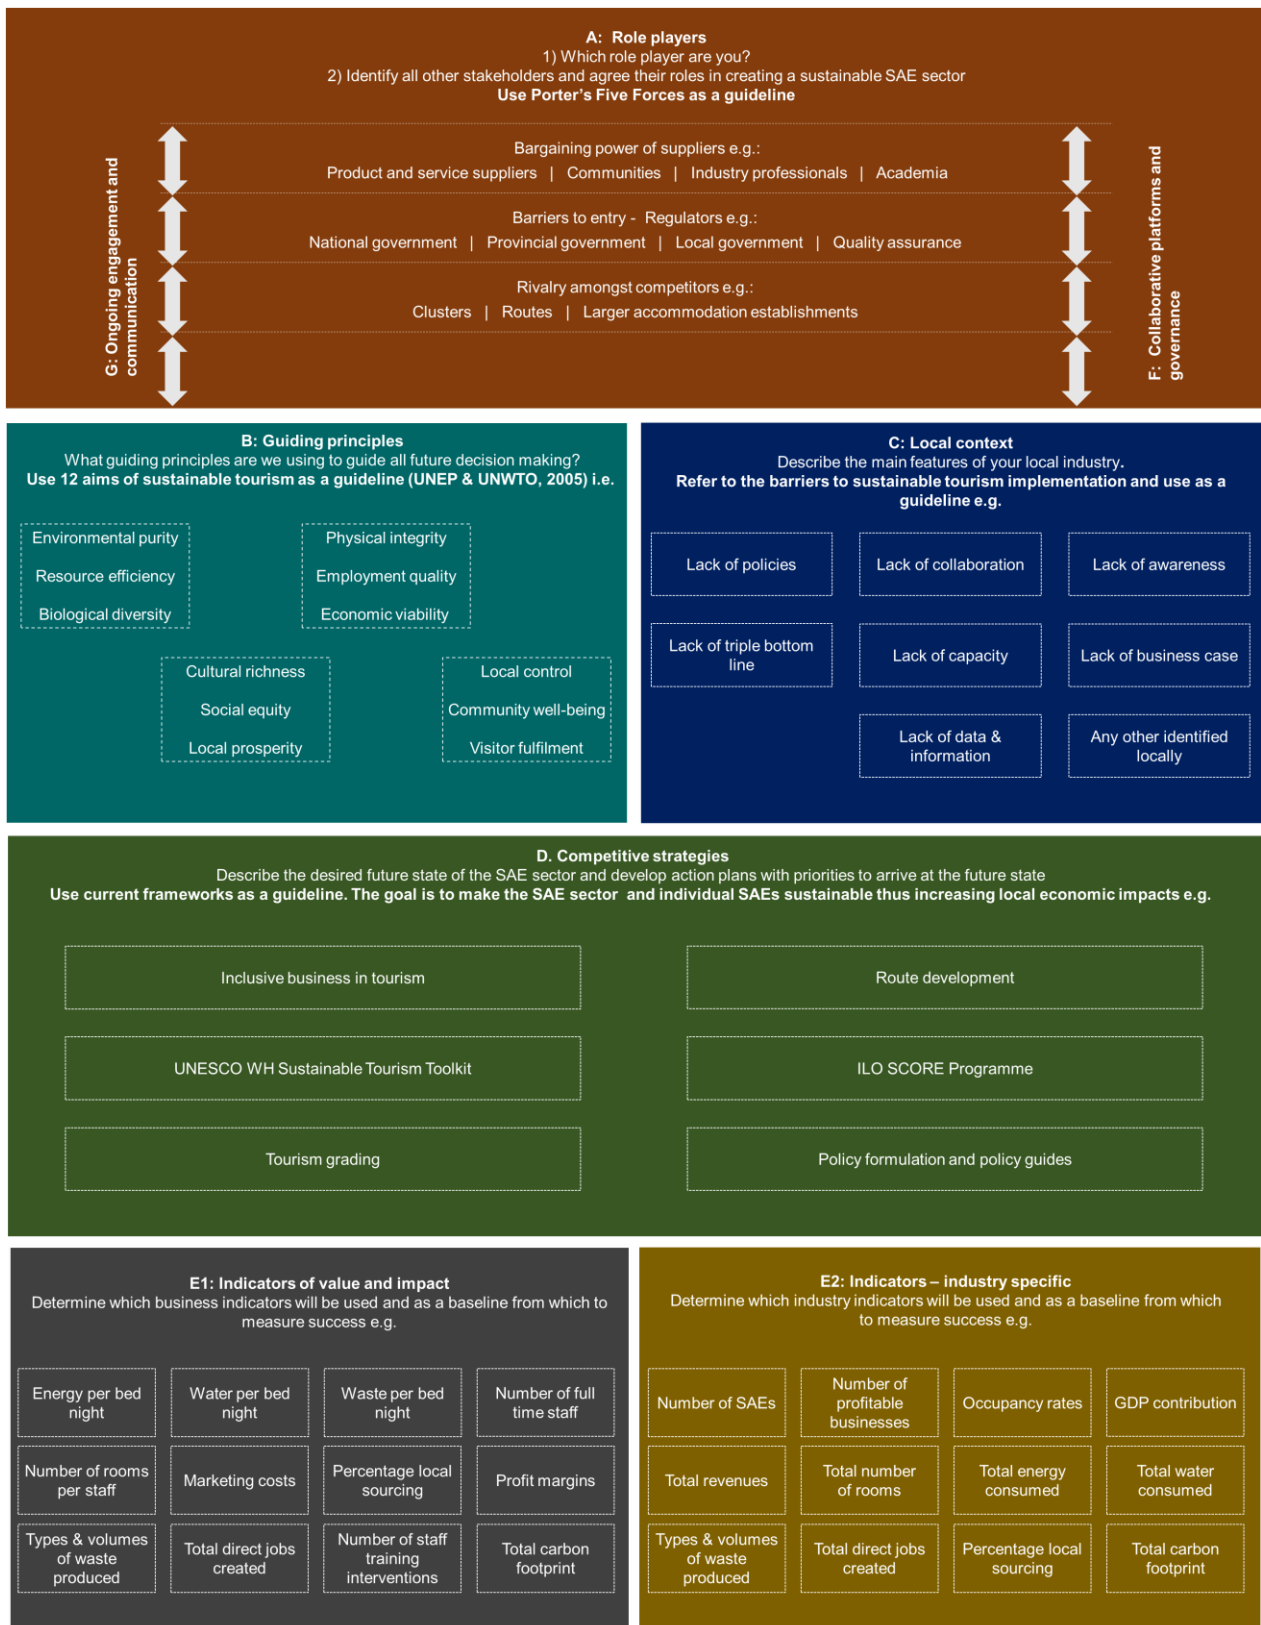 A: Role players
1) Which role player are you?
2) Identify all other stakeholders and agree their roles in creating a sustainable SAE sector
Use Porter's Five Forces as a guideline
G: Ongoing engagement and
communication
Bargaining power of suppliers e.g.:
Product and service suppliers | Communities | Industry professionals | Academia
Barriers to entry - Regulators e.g.:
National government | Provincial government | Local government | Quality assurance
Rivalry amongst competitors e.g.:
Clusters | Routes | Larger accommodation establishments
F: Collaborative platforms and
governance
B: Guiding principles
What guiding principles are we using to guide all future decision making?
Use 12 aims of sustainable tourism as a guideline (UNEP & UNWTO, 2005) i.e.
Environmental purity
Resource efficiency
Biological diversity
Physical integrity
Employment quality
Economic viability
Cultural richness
Social equity
Local prosperity
Local control
Community well-being
Visitor fulfilment
C: Local context
Describe the main features of your local industry.
Refer to the barriers to sustainable tourism implementation and use as a
guideline e.g.
Lack of policies
Lack of collaboration
Lack of awareness
Lack of triple bottom
line
Lack of capacity
Lack of business case
Lack of data &
information
Any other identified
locally
D. Competitive strategies
Describe the desired future state of the SAE sector and develop action plans with priorities to arrive at the future state
Use current frameworks as a guideline. The goal is to make the SAE sector and individual SAEs sustainable thus increasing local economic impacts e.g.
Inclusive business in tourism
Route development
UNESCO WH Sustainable Tourism Toolkit
ILO SCORE Programme
Tourism grading
Policy formulation and policy guides
E1: Indicators of value and impact
Determine which business indicators will be used and as a baseline from which to
measure success e.g.
Energy per bed
night
Water per bed
night
Waste per bed
night
Number of full
time staff
Number of rooms
per staff
Marketing costs
Percentage local
sourcing
Profit margins
Types & volumes
of waste
produced
Total direct jobs
created
Number of staff
training
interventions
Total carbon
footprint
E2: Indicators – industry specific
Determine which industry indicators will be used and as a baseline from which
to measure success e.g.
Number of SAEs
Number of
profitable
businesses
Occupancy rates
GDP contribution
Total revenues
Total number
of rooms
Total energy
consumed
Total water
consumed
Types & volumes
of waste
produced
Total direct jobs
created
Percentage local
sourcing
Total carbon
footprint